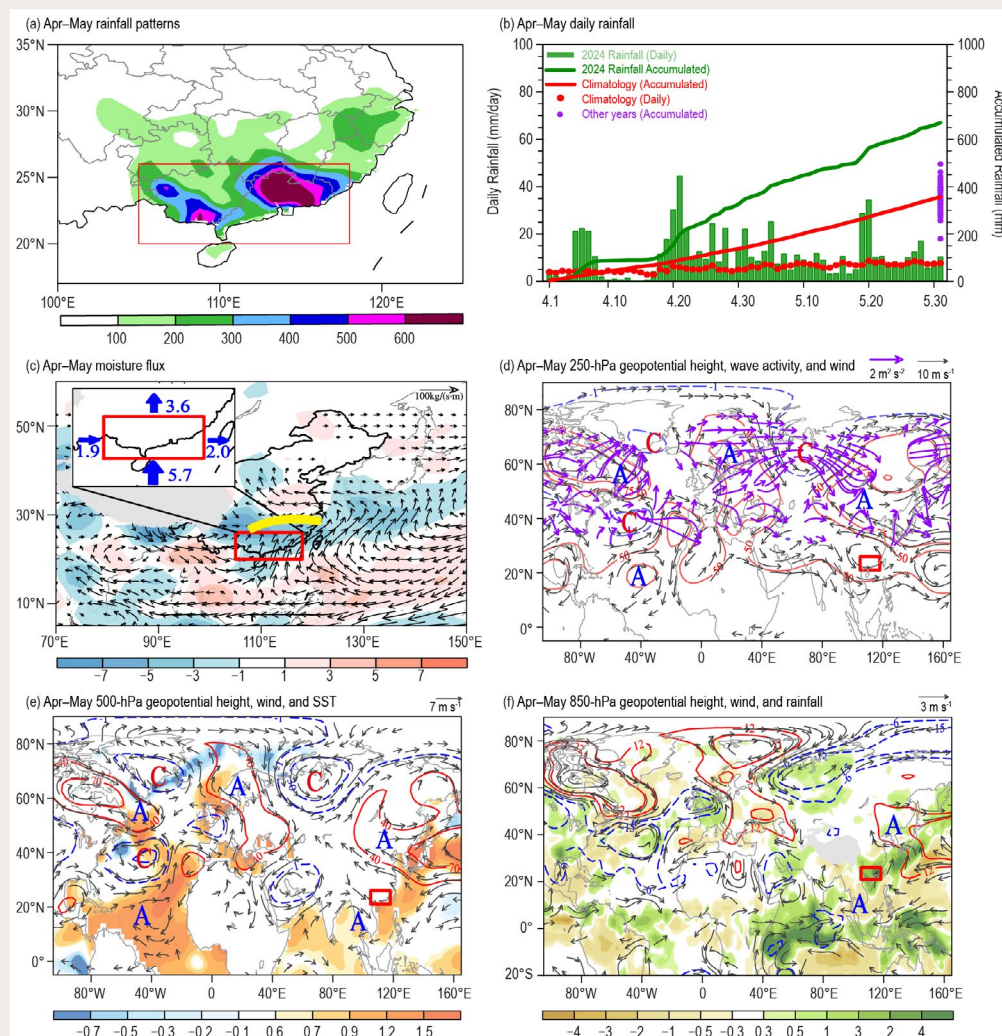 (a) Apr–May rainfall patterns
35°N
30°N
25°N
20°N
100°E
110°E
120°E
100 200 300 400 500 600
(b) Apr–May daily rainfall
2024 Rainfall (Daily)
2024 Rainfall Accumulated)
Climatology (Accumulated)
Climatology (Daily)
Other years (Accumulated)
Daily Rainfall (mm/day)
Accumulated Rainfall (mm)
100
80
60
40
20
0
1000
800
600
400
200
0
4.1 4.10 4.20 4.30 5.10 5.20 5.30
(c) Apr–May moisture flux
100kg/(s·m)
3.6
1.9
2.0
5.7
50°N
30°N
10°N
70°E 90°E 110°E 130°E 150°E
−7 −5 −3 −1 1 3 5 7
(d) Apr–May 250-hPa geopotential height, wave activity, and wind
2 m² s⁻²
10 m s⁻¹
80°N
60°N
40°N
20°N
0°
80°W 40°W 0 40°E 80°E 120°E 160°E
A
C
A
C
A
C
A
50
50
50
50
(e) Apr–May 500-hPa geopotential height, wind, and SST
7 m s⁻¹
80°N
60°N
40°N
20°N
0°
80°W 40°W 0 40°E 80°E 120°E 160°E
C
A
C
A
A
C
A
A
−0.7 −0.5 −0.3 −0.2 −0.1 0.6 0.7 0.9 1.2 1.5
(f) Apr–May 850-hPa geopotential height, wind, and rainfall
3 m s⁻¹
80°N
60°N
40°N
20°N
0°
20°S
80°W 40°W 0 40°E 80°E 120°E 160°E
A
A
12
12
12
−4 −3 −2 −1 −0.5 −0.3 0.3 0.5 1 3 2 4